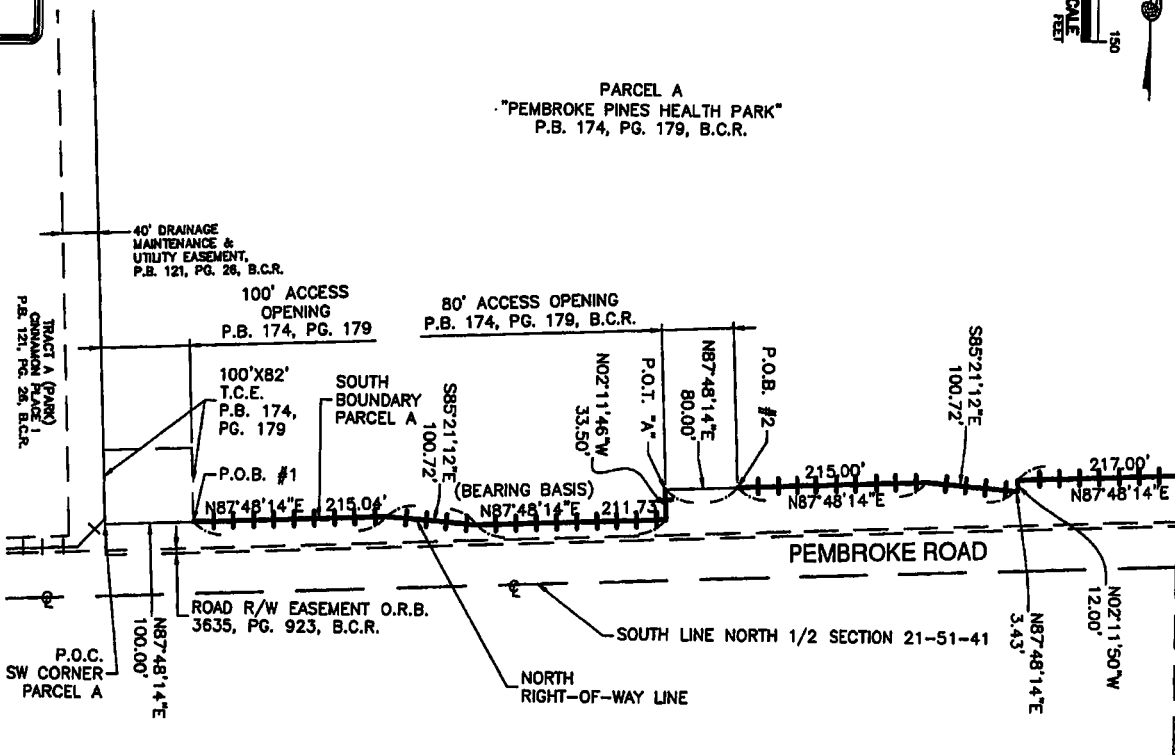 SCALE
FEET
150
PARCEL A
"PEMBROKE PINES HEALTH PARK"
P.B. 174, PG. 179, B.C.R.
40' DRAINAGE
MAINTENANCE &
UTILITY EASEMENT,
P.B. 121, PG. 26, B.C.R.
TRACT A (PARK)
CINNAMON PLACE I
P.B. 121, PG. 26, B.C.R.
100' ACCESS
OPENING
P.B. 174, PG. 179
80' ACCESS OPENING
P.B. 174, PG. 179, B.C.R.
100'X82'
T.C.E.
P.B. 174,
PG. 179
SOUTH
BOUNDARY
PARCEL A
S85°21'12"E
100.72'
N02°11'46"W
33.50'
P.O.T. "A"
N87°48'14"E
80.00'
P.O.B. #2
S85°21'12"E
100.72'
P.O.B. #1
N87°48'14"E 215.04'
(BEARING BASIS)
N87°48'14"E 211.73'
215.00'
N87°48'14"E
217.00'
N87°48'14"E
PEMBROKE ROAD
N87°48'14"E
100.00'
ROAD R/W EASEMENT O.R.B.
3635, PG. 923, B.C.R.
P.O.C.
SW CORNER
PARCEL A
SOUTH LINE NORTH 1/2 SECTION 21-51-41
NORTH
RIGHT-OF-WAY LINE
N87°48'14"E
3.43'
N02°11'50"W
12.00'